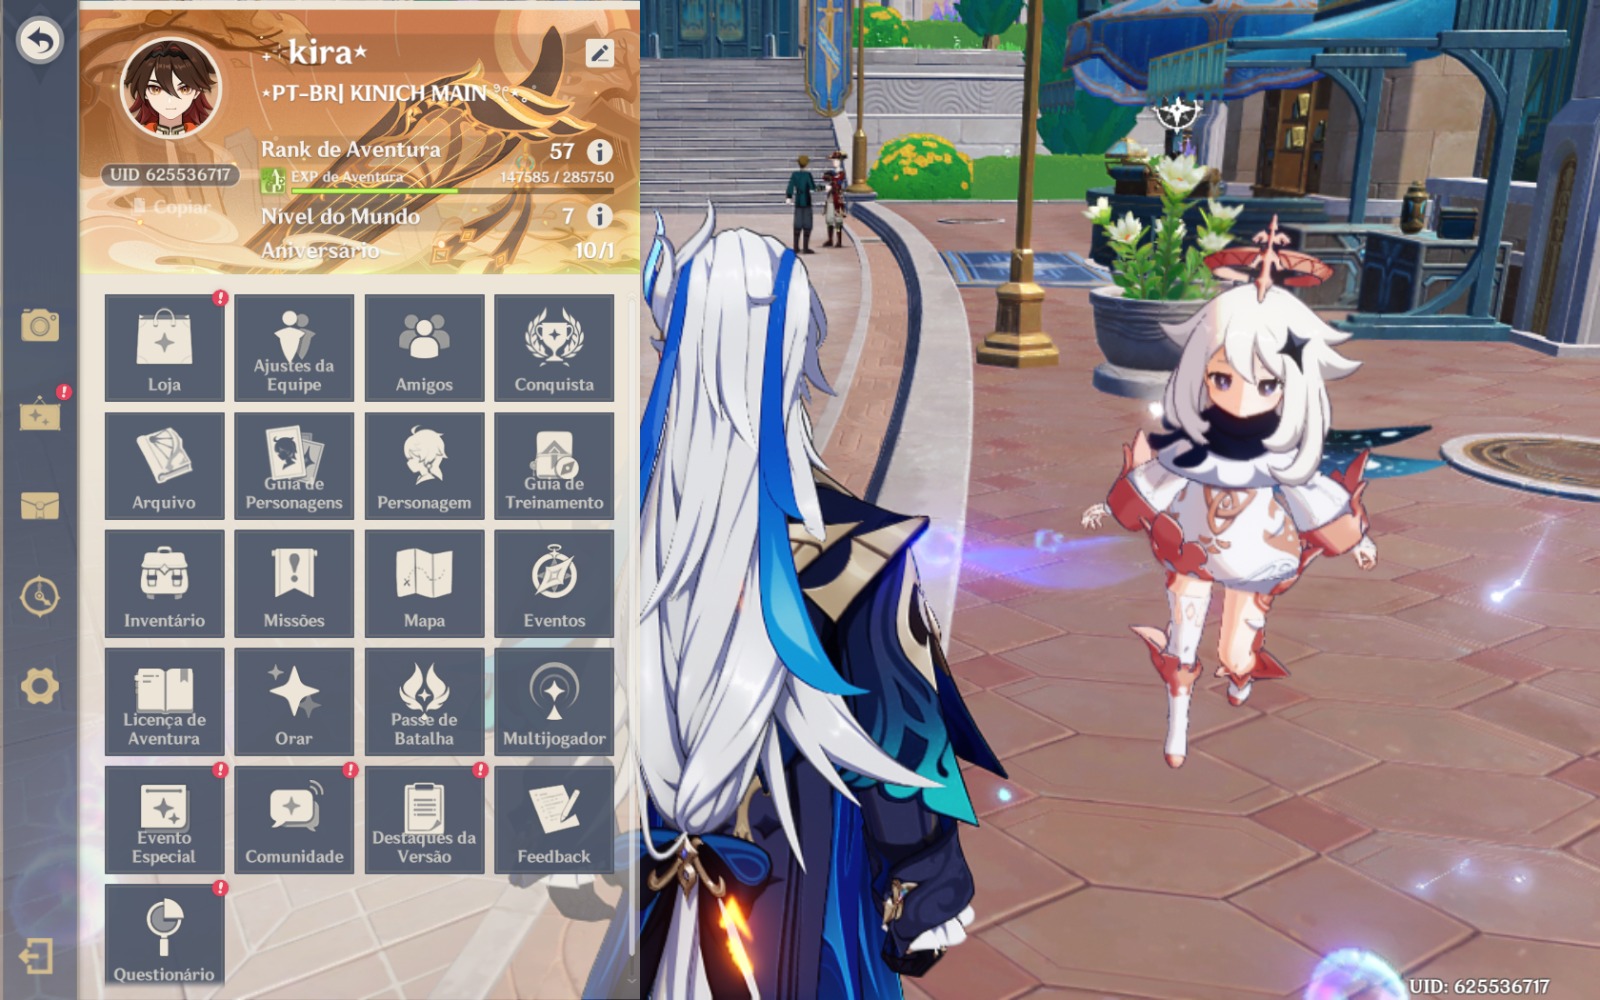 kira⋆
⋆PT-BR| KINICH MAIN
Rank de Aventura 57
EXP de Aventura 147585 / 285750
UID 625536717
Copiar
Nível do Mundo 7
Aniversário 10/1
Loja
Ajustes da
Equipe
Amigos
Conquista
Arquivo
Guia de
Personagens
Personagem
Guia de
Treinamento
Inventário
Missões
Mapa
Eventos
Licença de
Aventura
Orar
Passe de
Batalha
Multijogador
Evento
Especial
Comunidade
Destaques da
Versão
Feedback
Questionário
UID: 625536717